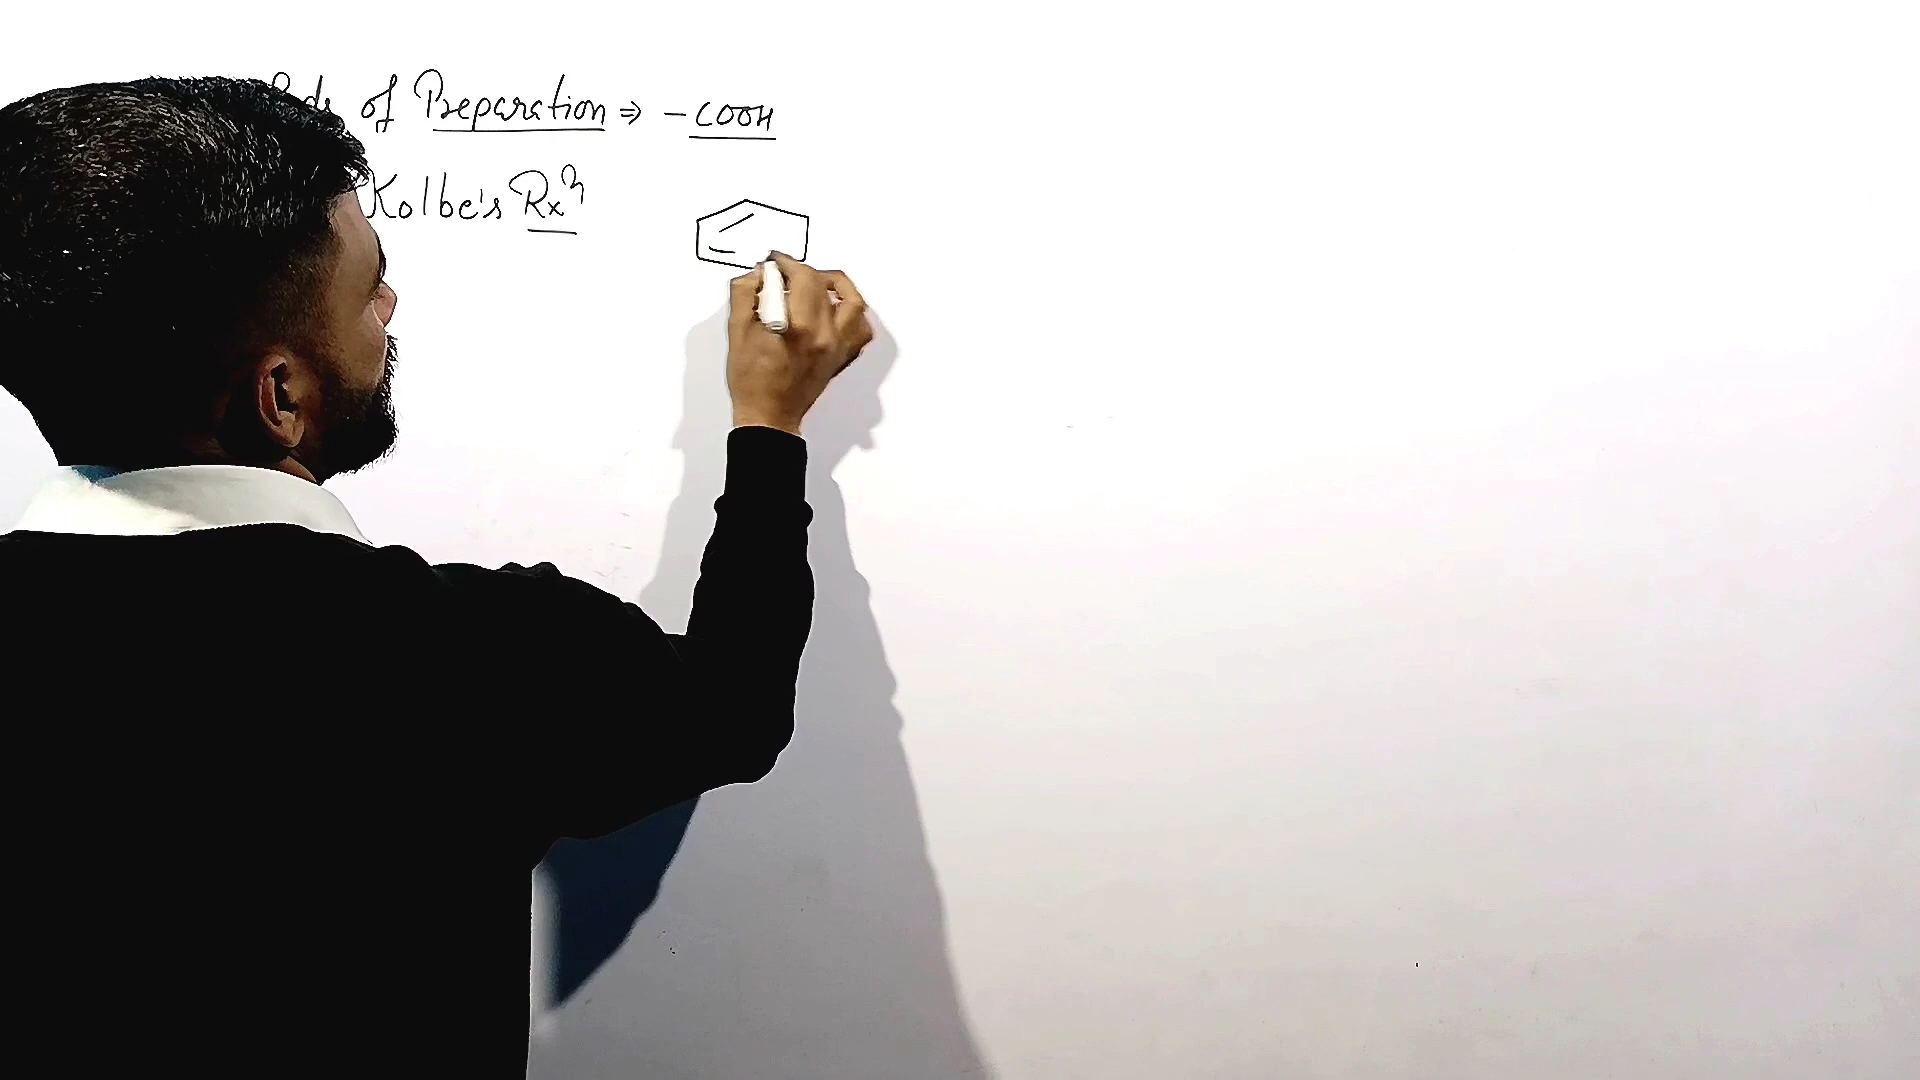 of Preparation ⇒ -COOH
Kolbe's Rxⁿ